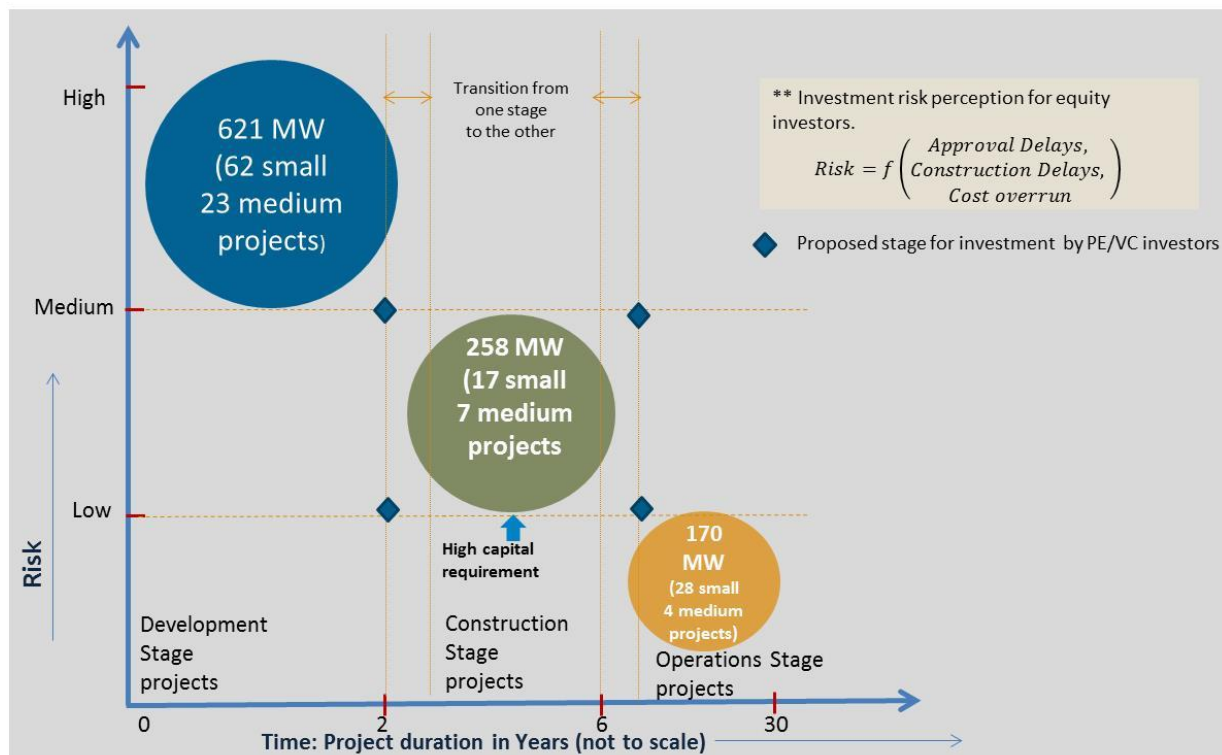 High
621 MW
(62 small
23 medium
projects)
Transition from
one stage
to the other
** Investment risk perception for equity
investors.
Risk = f ( Approval Delays,
Construction Delays,
Cost overrun )
Proposed stage for investment by PE/VC investors
Medium
258 MW
(17 small
7 medium
projects
Low
High capital
requirement
170
MW
(28 small
4 medium
projects)
Risk
Development
Stage
projects
Construction
Stage
projects
Operations Stage
projects
0
2
6
30
Time: Project duration in Years (not to scale)